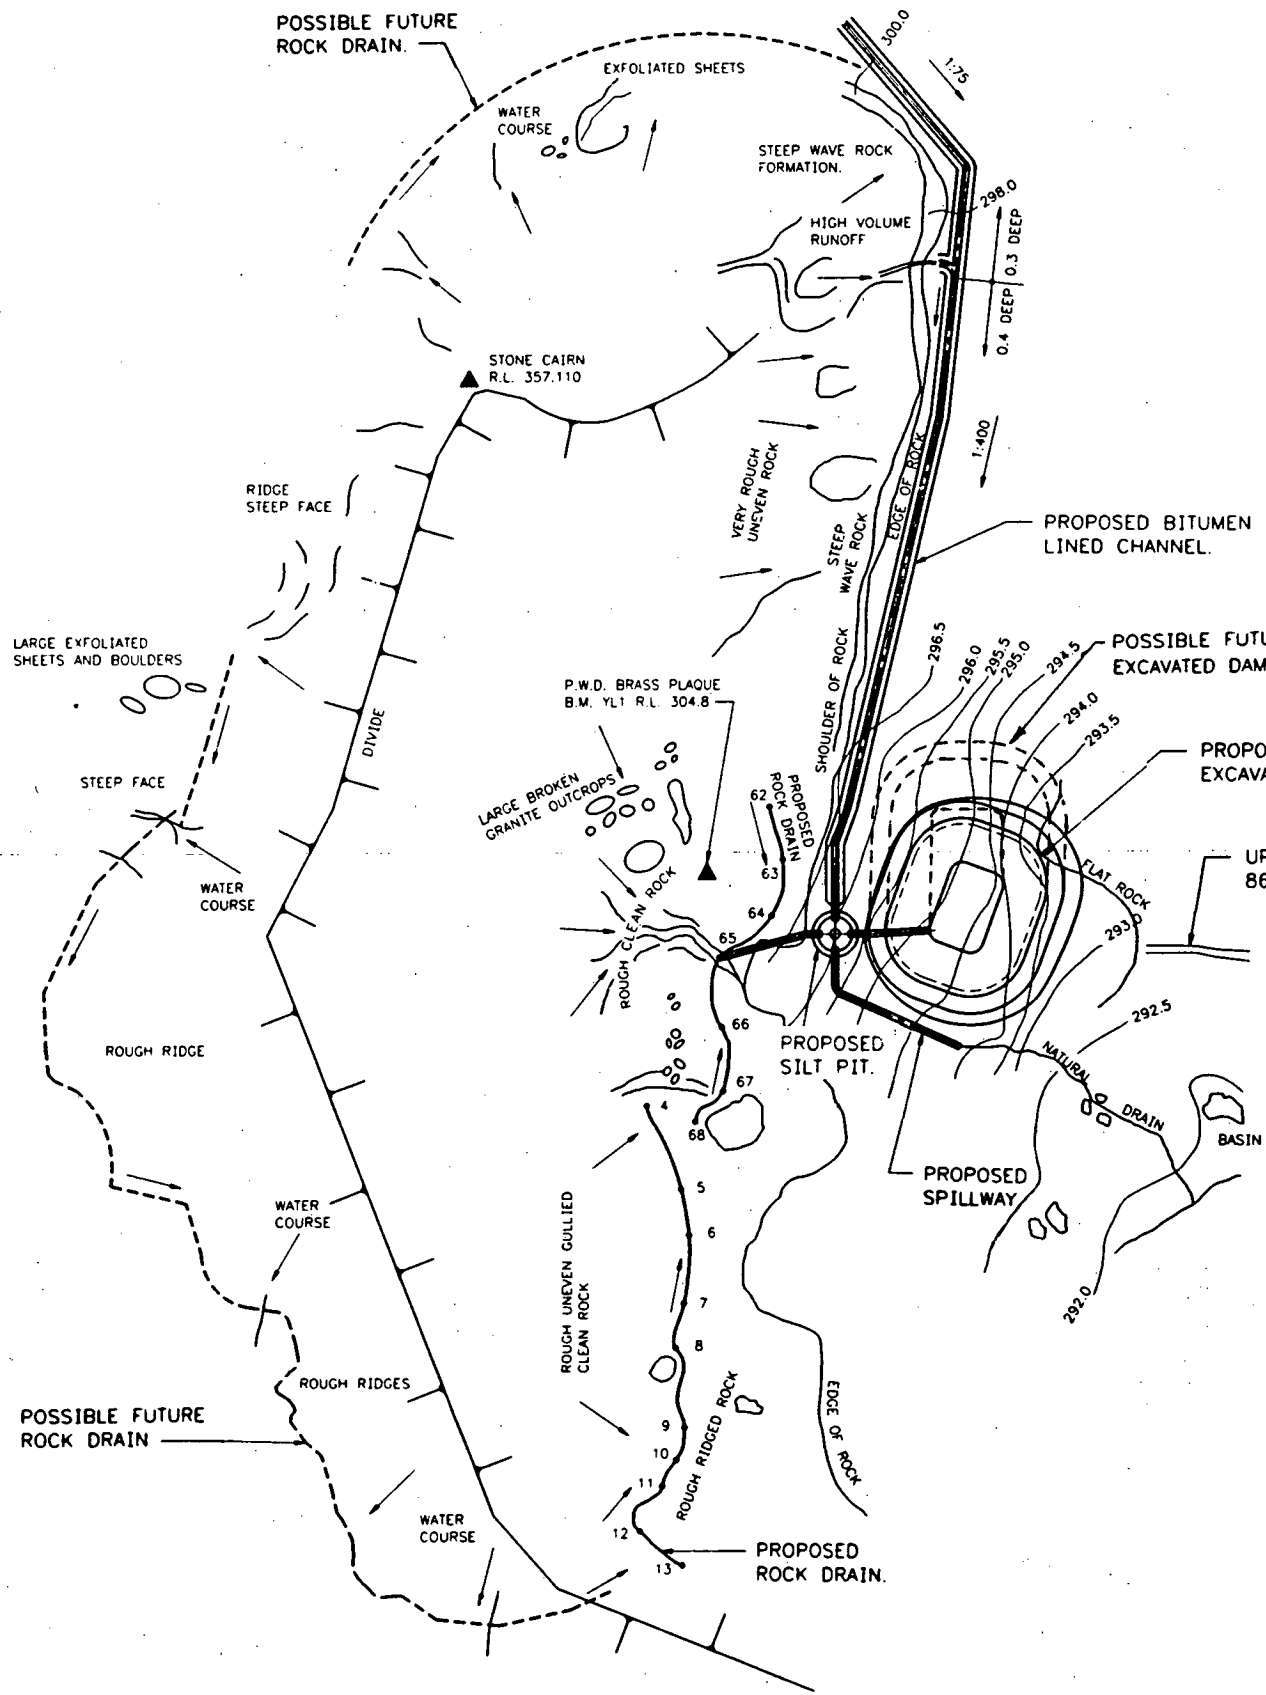 POSSIBLE FUTURE
ROCK DRAIN.
300.0
1:75
EXFOLIATED SHEETS
WATER
COURSE
STEEP WAVE ROCK
FORMATION.
298.0
HIGH VOLUME
RUNOFF
0.3 DEEP
0.4 DEEP
STONE CAIRN
R.L. 357.110
1:400
EDGE OF ROCK
VERY ROUGH
UNEVEN ROCK
STEEP
WAVE ROCK
RIDGE
STEEP FACE
PROPOSED BITUMEN
LINED CHANNEL.
LARGE EXFOLIATED
SHEETS AND BOULDERS
P.W.D. BRASS PLAQUE
B.M. YL1 R.L. 304.8
SHOULDER OF ROCK
296.5
296.0
295.5
295.0
294.5
294.0
293.5
POSSIBLE FUTU
EXCAVATED DAM
DIVIDE
STEEP FACE
LARGE BROKEN
GRANITE OUTCROPS
62
PROPOSED
ROCK DRAIN
63
64
65
PROPO
EXCAVA
UP
86
FLAT ROCK
WATER
COURSE
ROUGH CLEAN ROCK
293.0
292.5
66
67
68
ROUGH RIDGE
PROPOSED
SILT PIT.
NATURAL
DRAIN
BASIN
4
5
6
7
8
9
10
11
12
13
PROPOSED
SPILLWAY
WATER
COURSE
ROUGH UNEVEN GULLIED
CLEAN ROCK
292.0
ROUGH RIDGES
ROUGH RIDGED ROCK
EDGE OF ROCK
POSSIBLE FUTURE
ROCK DRAIN
WATER
COURSE
PROPOSED
ROCK DRAIN.